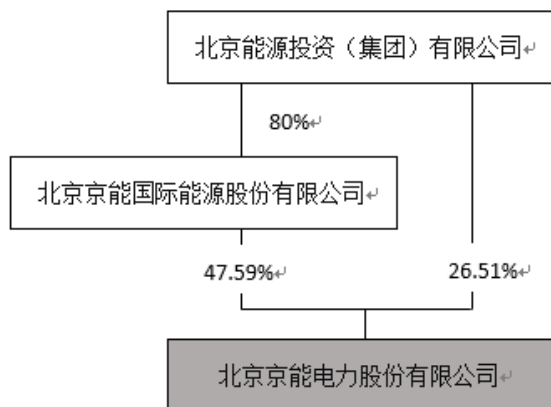 北京能源投资（集团）有限公司
80%
北京京能国际能源股份有限公司
47.59%
26.51%
北京京能电力股份有限公司